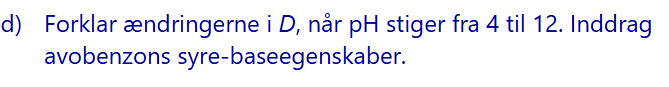 d) Forklar ændringerne i D, når pH stiger fra 4 til 12. Inddrag
avobenzons syre-baseegenskaber.